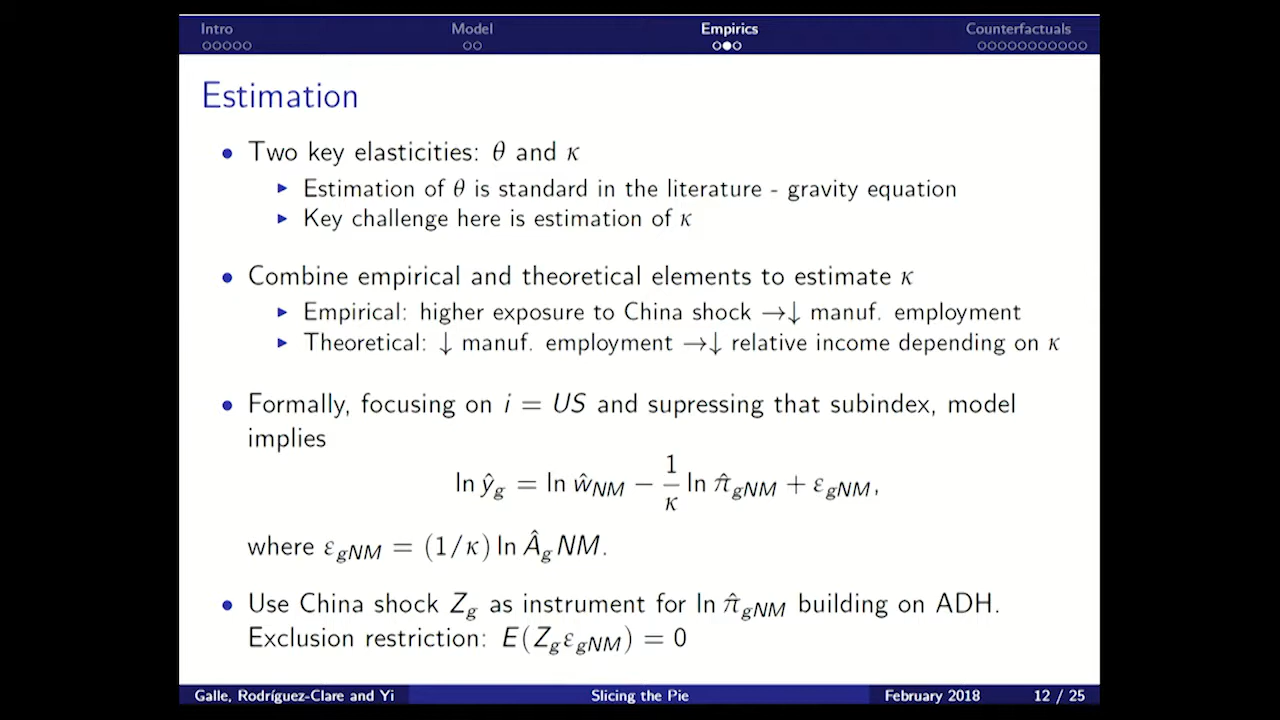 Intro Model Empirics Counterfactuals
Estimation
• Two key elasticities: θ and κ
▶ Estimation of θ is standard in the literature - gravity equation
▶ Key challenge here is estimation of κ
• Combine empirical and theoretical elements to estimate κ
▶ Empirical: higher exposure to China shock →↓ manuf. employment
▶ Theoretical: ↓ manuf. employment →↓ relative income depending on κ
• Formally, focusing on i = US and supressing that subindex, model
implies
ln ŷ_g = ln ŵ_NM − 1/κ ln π̂_gNM + ε_gNM,
where ε_gNM = (1/κ) ln Â_g NM.
• Use China shock Z_g as instrument for ln π̂_gNM building on ADH.
Exclusion restriction: E(Z_g ε_gNM) = 0
Galle, Rodríguez-Clare and Yi Slicing the Pie February 2018 12 / 25